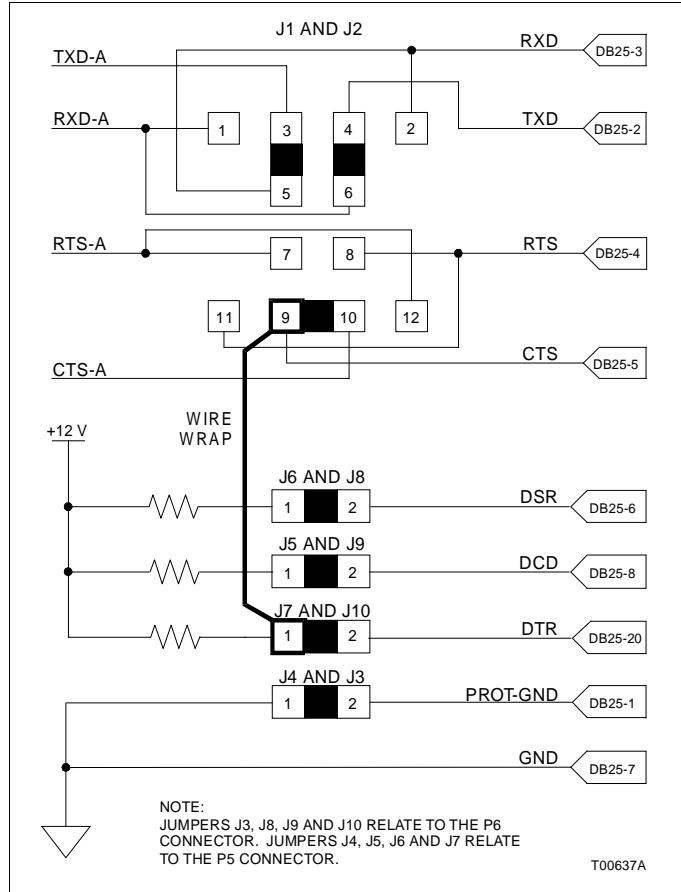 J1 AND J2
TXD-A RXD DB25-3
RXD-A 1 3 4 2 TXD DB25-2
5 6
RTS-A 7 8 RTS DB25-4
11 9 10 12
CTS-A CTS DB25-5
WIRE
WRAP
+12 V
J6 AND J8
1 2 DSR DB25-6
J5 AND J9
1 2 DCD DB25-8
J7 AND J10
1 2 DTR DB25-20
J4 AND J3
1 2 PROT-GND DB25-1
GND DB25-7
NOTE:
JUMPERS J3, J8, J9 AND J10 RELATE TO THE P6
CONNECTOR. JUMPERS J4, J5, J6 AND J7 RELATE
TO THE P5 CONNECTOR.
T00637A